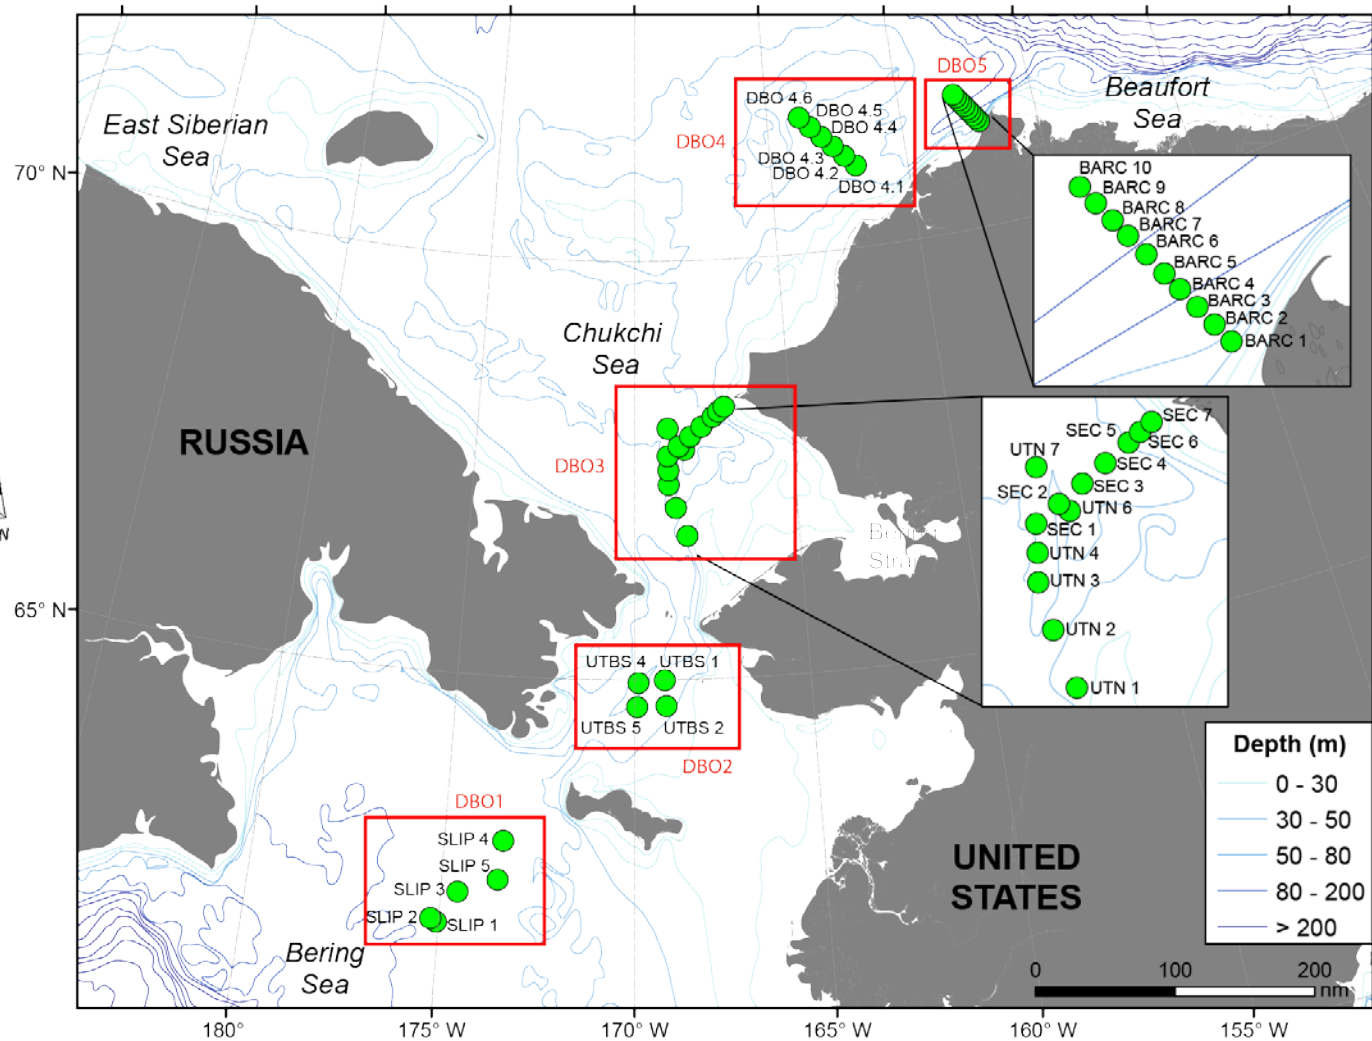 DBO5
Beaufort
Sea
East Siberian
Sea
DBO4
DBO 4.6
DBO 4.5
DBO 4.4
DBO 4.3
DBO 4.2
DBO 4.1
70° N
BARC 10
BARC 9
BARC 8
BARC 7
BARC 6
BARC 5
BARC 4
BARC 3
BARC 2
BARC 1
Chukchi
Sea
RUSSIA
DBO3
SEC 7
SEC 5
SEC 6
UTN 7
SEC 4
SEC 3
SEC 2
UTN 6
SEC 1
UTN 4
UTN 3
UTN 2
UTN 1
N
65° N
UTBS 4
UTBS 1
UTBS 5
UTBS 2
DBO2
DBO1
SLIP 4
SLIP 5
SLIP 3
SLIP 2
SLIP 1
Bering
Sea
UNITED
STATES
Depth (m)
0 - 30
30 - 50
50 - 80
80 - 200
> 200
0 100 200
nm
180° 175° W 170° W 165° W 160° W 155° W